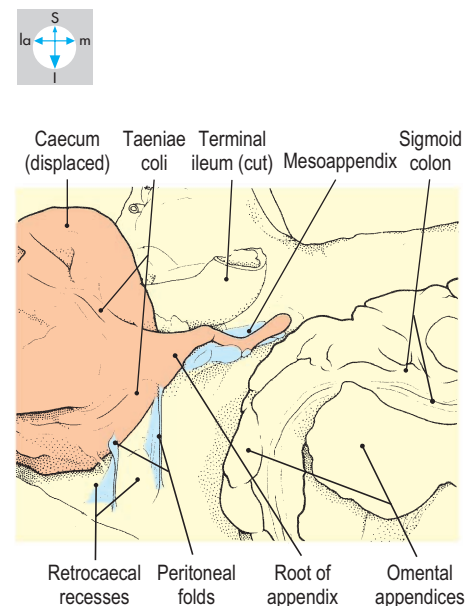 S
la m
I
Caecum
(displaced)
Taeniae
coli
Terminal
ileum (cut)
Mesoappendix
Sigmoid
colon
Retrocaecal
recesses
Peritoneal
folds
Root of
appendix
Omental
appendices